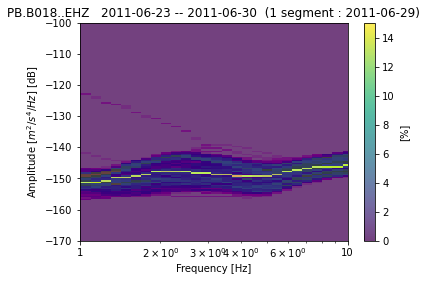 PB.B018..EHZ   2011-06-23 -- 2011-06-30  (1 segment : 2011-06-29)
−100
−110
−120
−130
−140
−150
−160
−170
Amplitude [m²/s⁴/Hz] [dB]
1
2 × 10⁰
3 × 10⁰
4 × 10⁰
6 × 10⁰
10
Frequency [Hz]
14
12
10
8
6
4
2
0
[%]